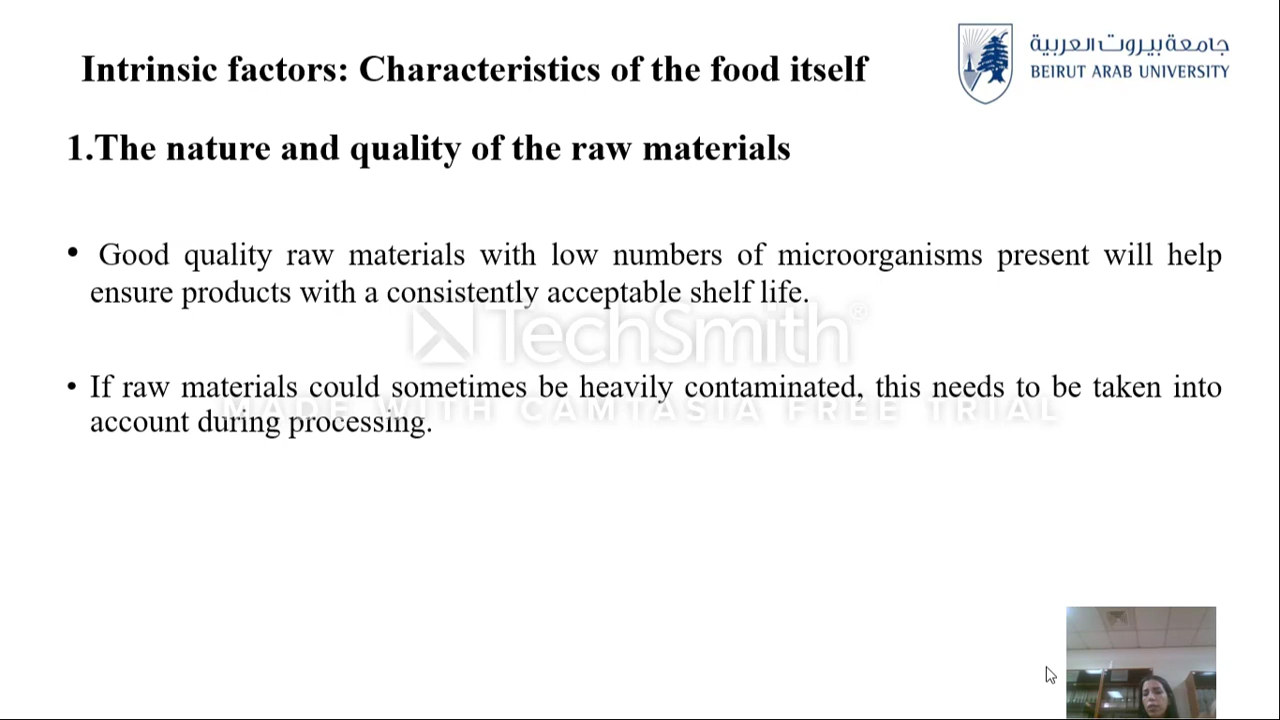 Intrinsic factors: Characteristics of the food itself
جامعة بيروت العربية
BEIRUT ARAB UNIVERSITY
1.The nature and quality of the raw materials
• Good quality raw materials with low numbers of microorganisms present will help
ensure products with a consistently acceptable shelf life.
TechSmith®
• If raw materials could sometimes be heavily contaminated, this needs to be taken into
MADE WITH CAMTASIA FREE TRIAL
account during processing.